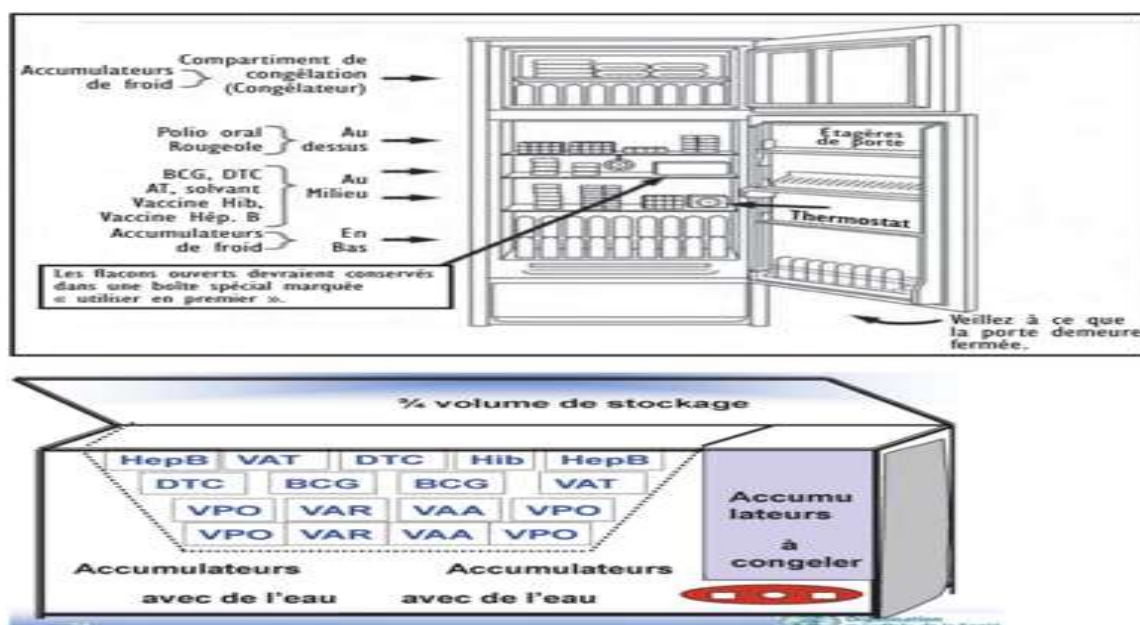 Accumulateurs
de froid
Compartiment de
congélation
(Congélateur)
Polio oral
Rougeole
Au
dessus
BCG, DTC
AT, solvant
Vaccine Hib,
Vaccine Hép. B
Au
Milieu
Accumulateurs
de froid
En
Bas
Les flacons ouverts devraient conservés
dans une boîte spécial marquée
« utiliser en premier ».
Etagères
de porte
Thermostat
Veillez à ce que
la porte demeure
fermée.
¾ volume de stockage
HepB VAT DTC Hib HepB
DTC BCG BCG VAT
VPO VAR VAA VPO
VPO VAR VAA VPO
Accumulateurs
avec de l'eau
Accumulateurs
avec de l'eau
Accumu
lateurs
à
congeler
Organisation